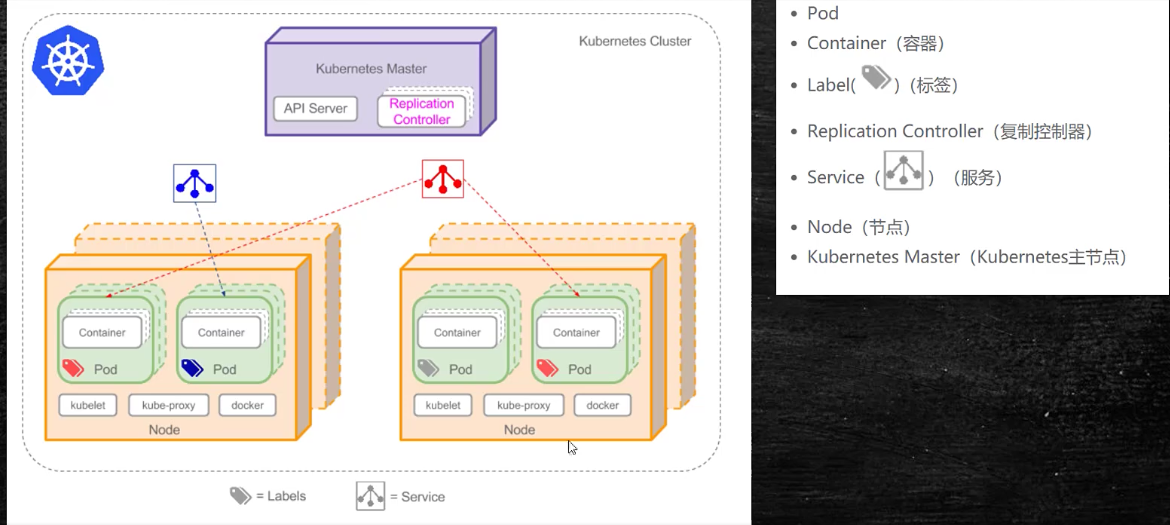 Kubernetes Cluster
Kubernetes Master
API Server
Replication
Controller
Container
Container
Container
Container
Pod
Pod
Pod
Pod
kubelet
kube-proxy
docker
kubelet
kube-proxy
docker
Node
Node
= Labels
= Service
• Pod
• Container（容器）
• Label( )（标签）
• Replication Controller（复制控制器）
• Service（ ）（服务）
• Node（节点）
• Kubernetes Master（Kubernetes主节点）